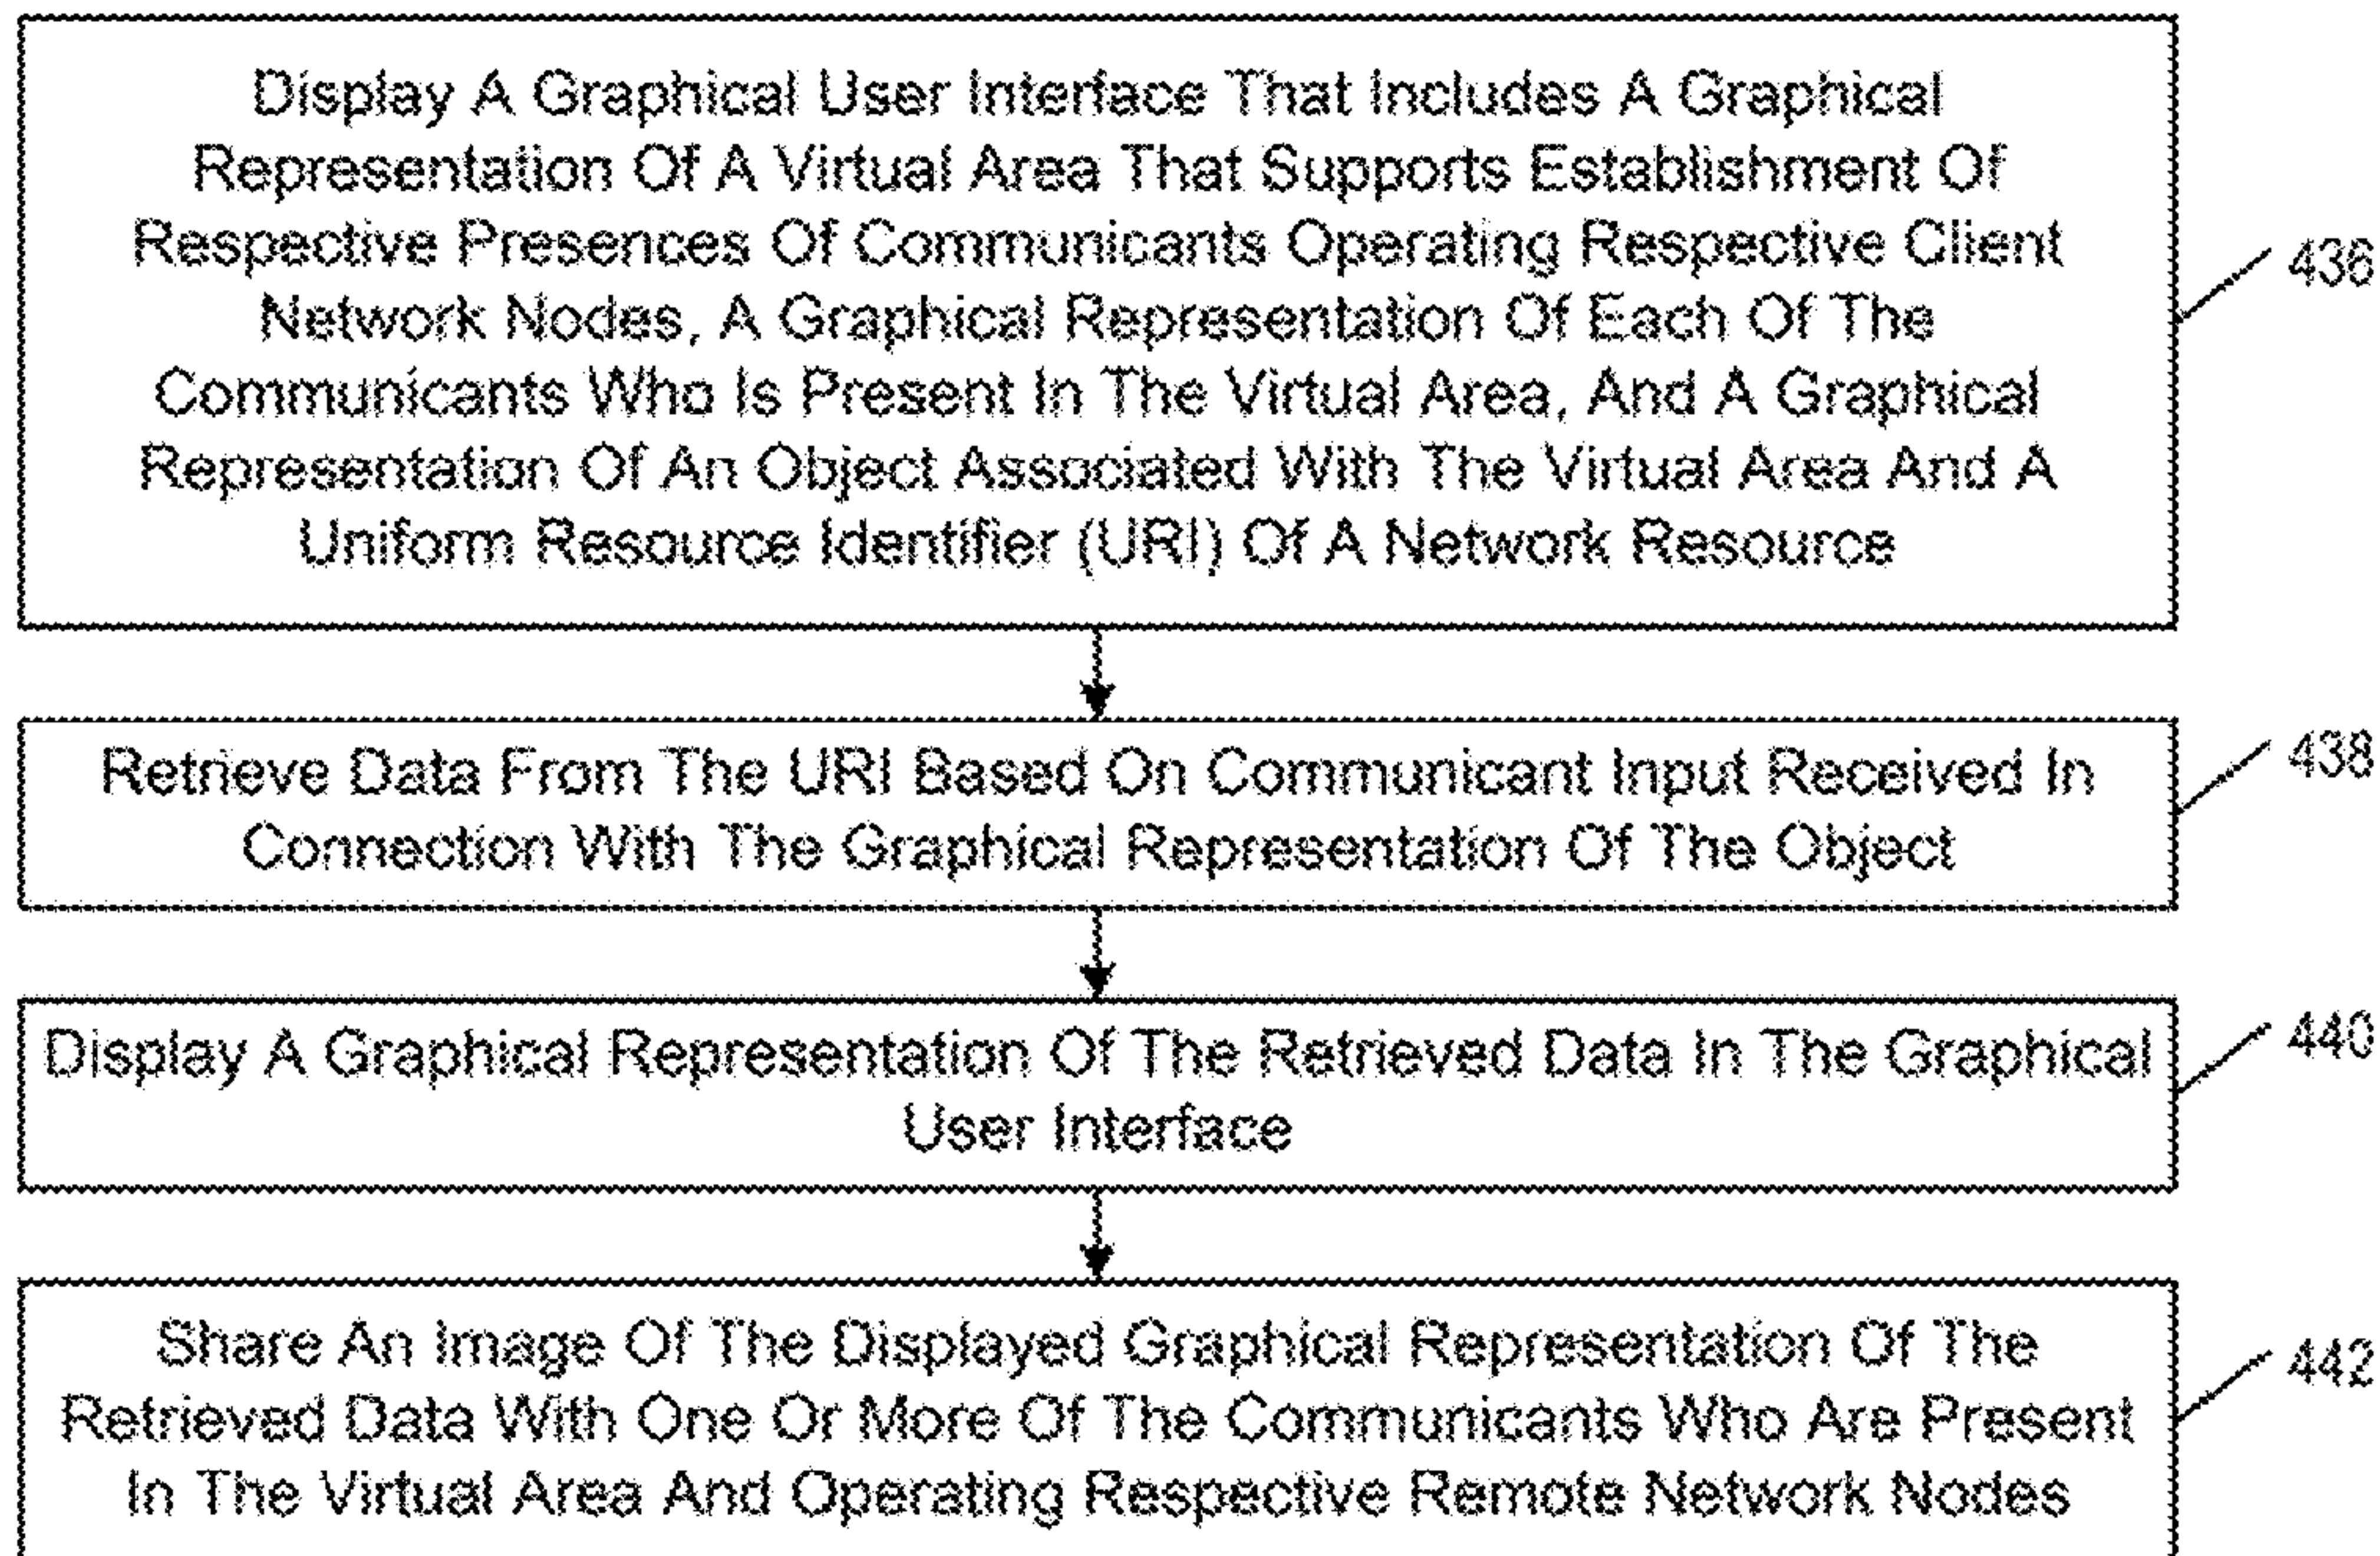 Display A Graphical User Interface That Includes A Graphical
Representation Of A Virtual Area That Supports Establishment Of
Respective Presences Of Communicants Operating Respective Client
Network Nodes, A Graphical Representation Of Each Of The
Communicants Who Is Present In The Virtual Area, And A Graphical
Representation Of An Object Associated With The Virtual Area And A
Uniform Resource Identifier (URI) Of A Network Resource
436
Retrieve Data From The URI Based On Communicant Input Received In
Connection With The Graphical Representation Of The Object
438
Display A Graphical Representation Of The Retrieved Data In The Graphical
User Interface
440
Share An Image Of The Displayed Graphical Representation Of The
Retrieved Data With One Or More Of The Communicants Who Are Present
In The Virtual Area And Operating Respective Remote Network Nodes
442